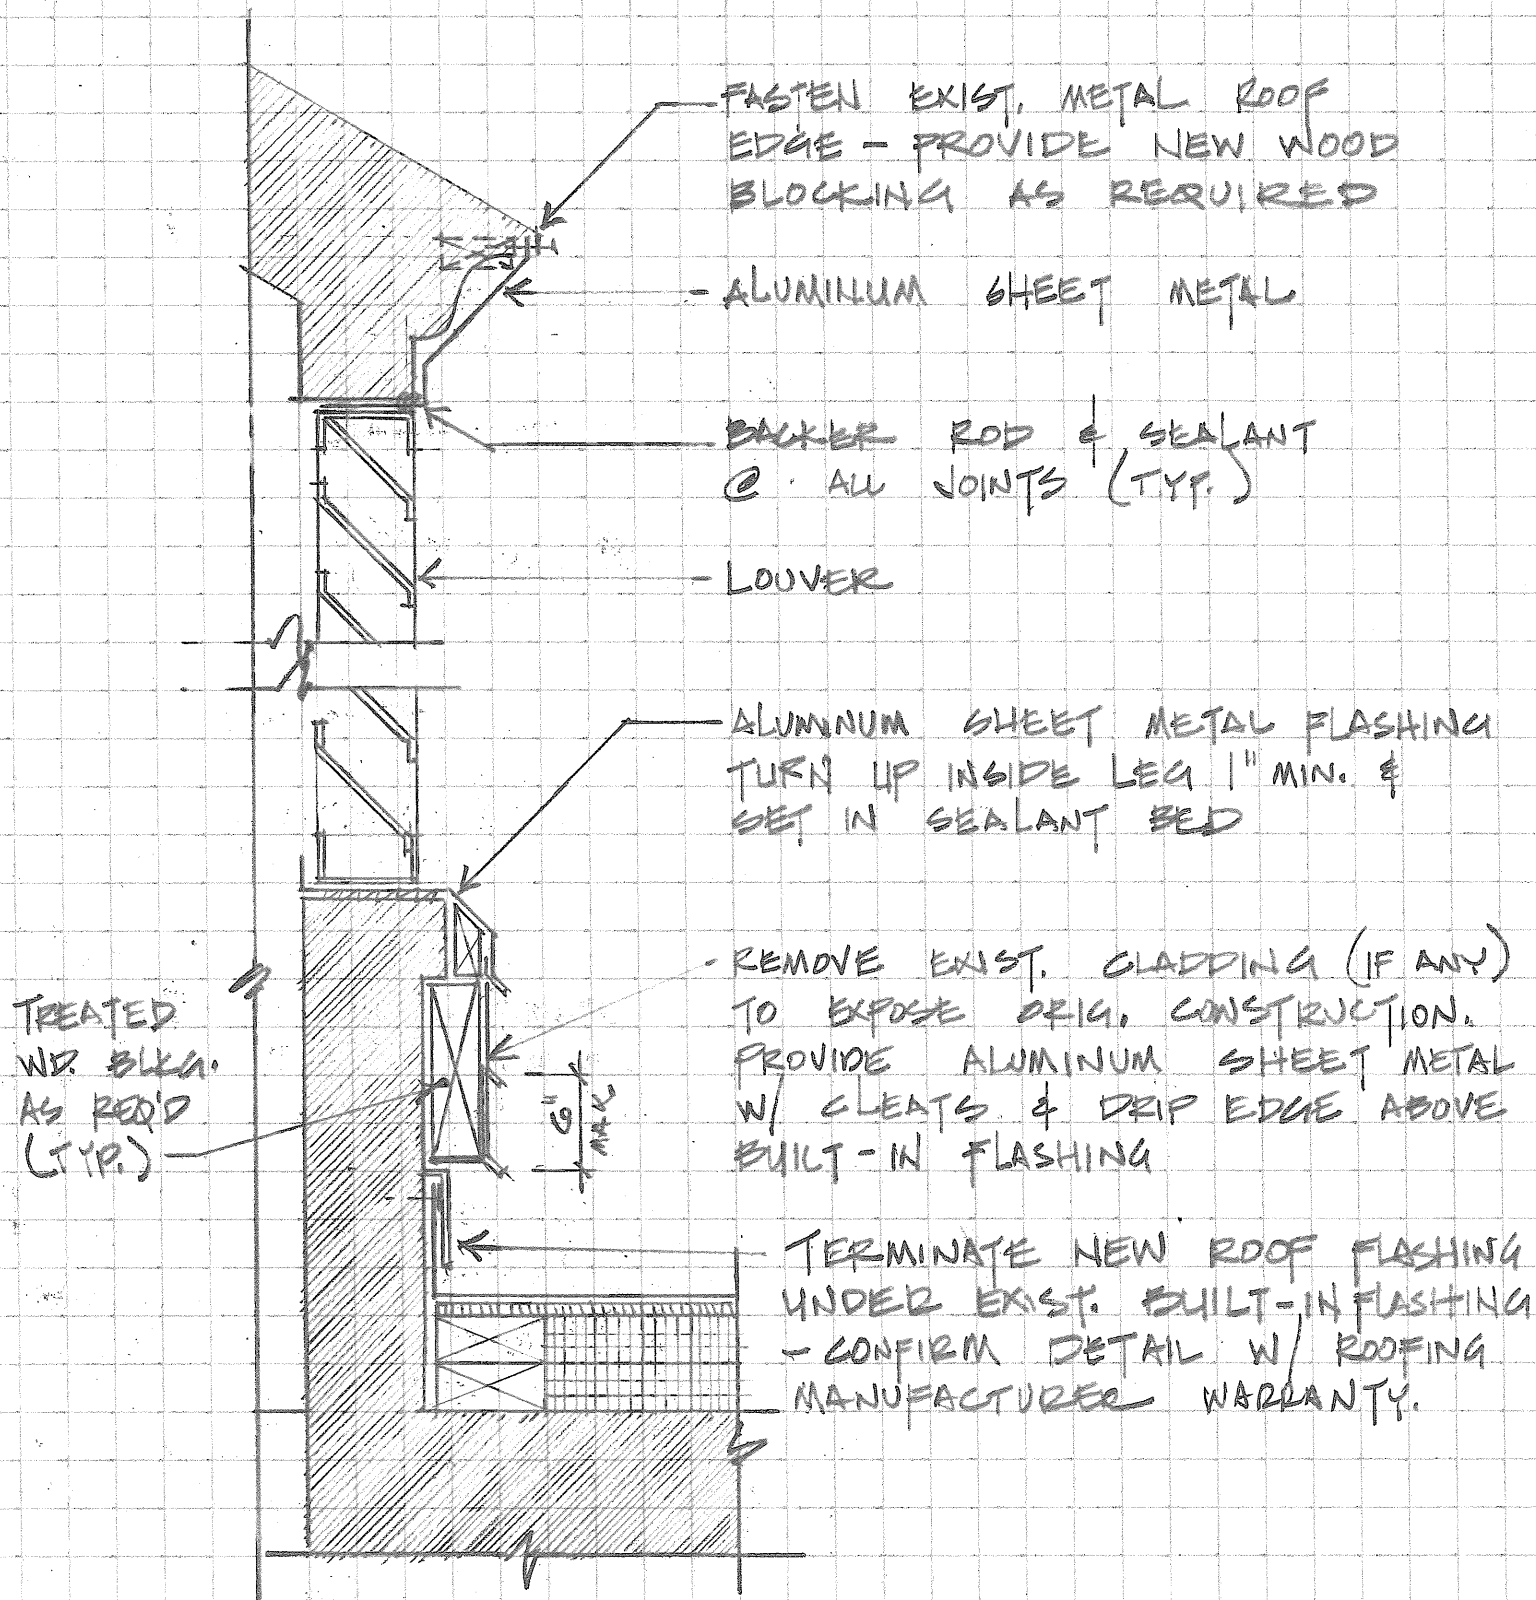 FASTEN EXIST. METAL ROOF
EDGE - PROVIDE NEW WOOD
BLOCKING AS REQUIRED
ALUMINUM SHEET METAL
BACKER ROD & SEALANT
@ ALL JOINTS (TYP.)
LOUVER
ALUMINUM SHEET METAL FLASHING
TURN UP INSIDE LEG 1" MIN. &
SET IN SEALANT BED
REMOVE EXIST. CLADDING (IF ANY)
TO EXPOSE ORIG. CONSTRUCTION.
PROVIDE ALUMINUM SHEET METAL
W/ CLEATS & DRIP EDGE ABOVE
BUILT-IN FLASHING
TREATED
WD. BLKG.
AS REQ'D
(TYP.)
6"
MAX
TERMINATE NEW ROOF FLASHING
UNDER EXIST. BUILT-IN FLASHING
- CONFIRM DETAIL W/ ROOFING
MANUFACTURER WARRANTY.